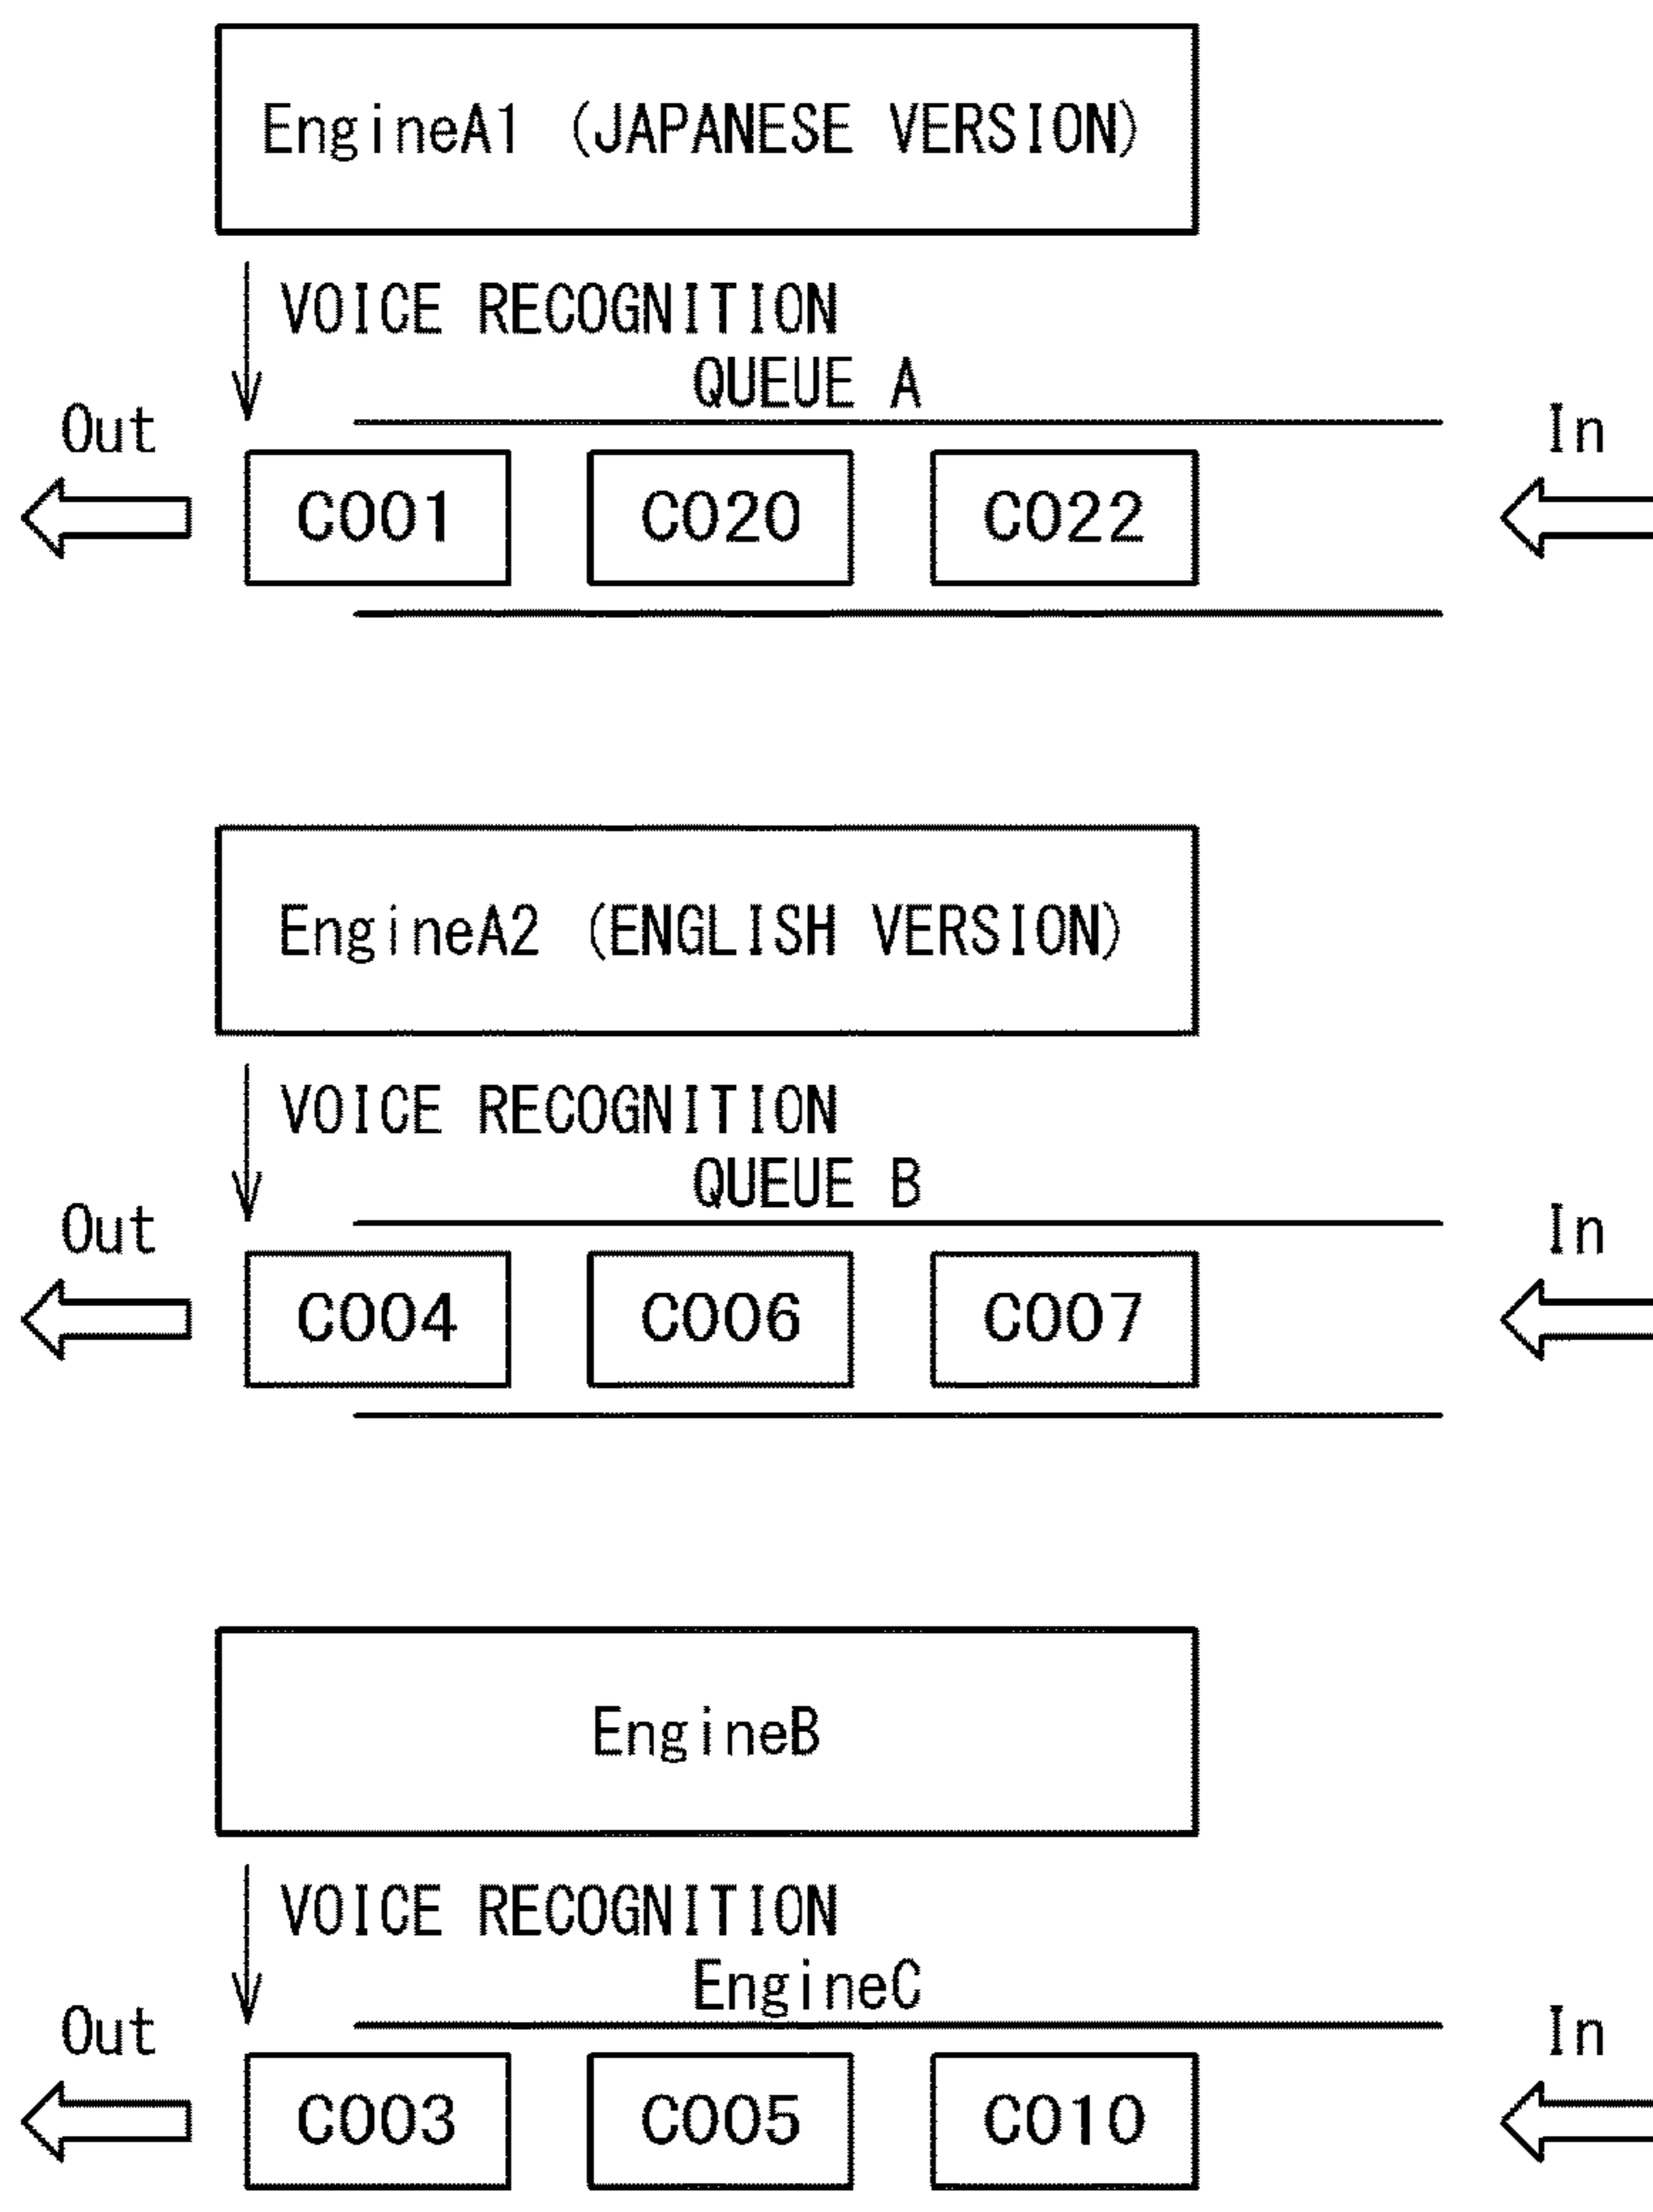 EngineA1 (JAPANESE VERSION)
VOICE RECOGNITION
QUEUE A
Out
In
C001
C020
C022
EngineA2 (ENGLISH VERSION)
VOICE RECOGNITION
QUEUE B
Out
In
C004
C006
C007
EngineB
VOICE RECOGNITION
EngineC
Out
In
C003
C005
C010